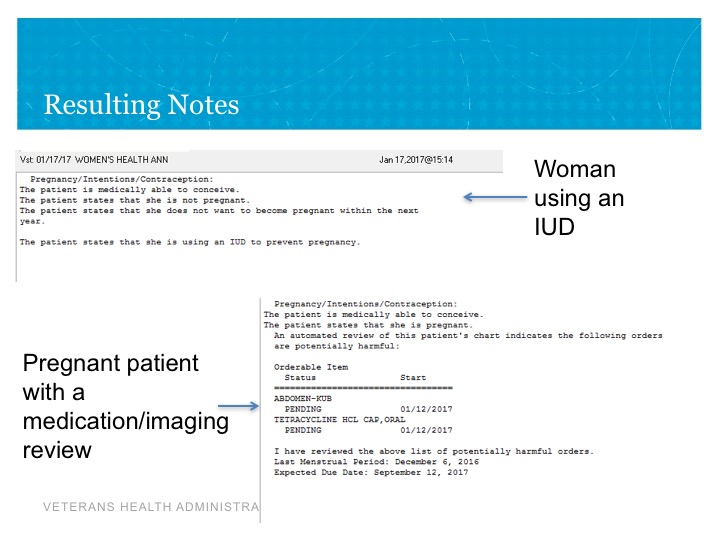 Resulting Notes
Vst: 01/17/17 WOMEN'S HEALTH ANN Jan 17,2017@15:14
Pregnancy/Intentions/Contraception:
The patient is medically able to conceive.
The patient states that she is not pregnant.
The patient states that she does not want to become pregnant within the next
year.
The patient states that she is using an IUD to prevent pregnancy.
Woman
using an
IUD
Pregnant patient
with a
medication/imaging
review
Pregnancy/Intentions/Contraception:
The patient is medically able to conceive.
The patient states that she is pregnant.
An automated review of this patient's chart indicates the following orders
are potentially harmful:
Orderable Item
Status Start
==================================
ABDOMEN-KUB
PENDING 01/12/2017
TETRACYCLINE HCL CAP,ORAL
PENDING 01/12/2017
I have reviewed the above list of potentially harmful orders.
Last Menstrual Period: December 6, 2016
Expected Due Date: September 12, 2017
VETERANS HEALTH ADMINISTRA